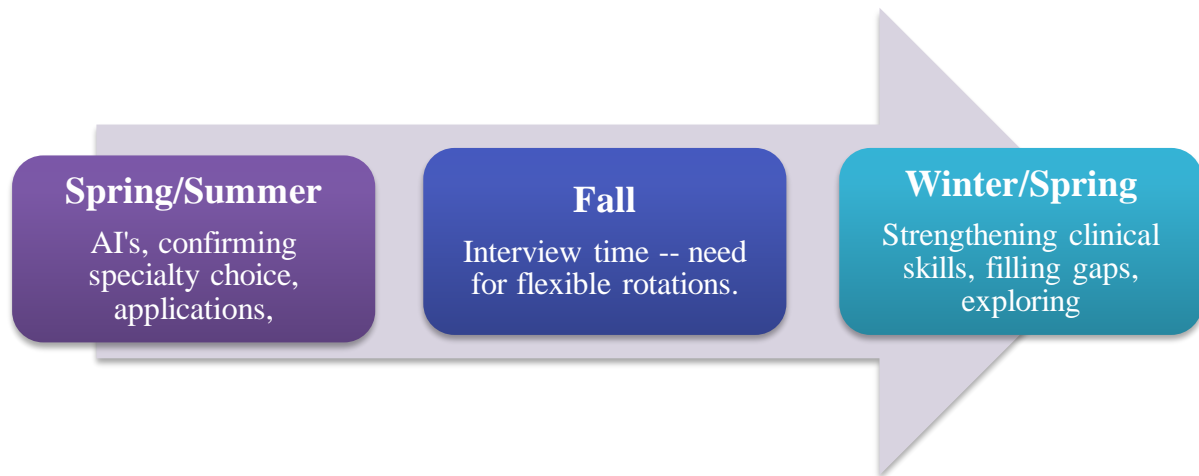 Spring/Summer
AI's, confirming
specialty choice,
applications,
Fall
Interview time -- need
for flexible rotations.
Winter/Spring
Strengthening clinical
skills, filling gaps,
exploring